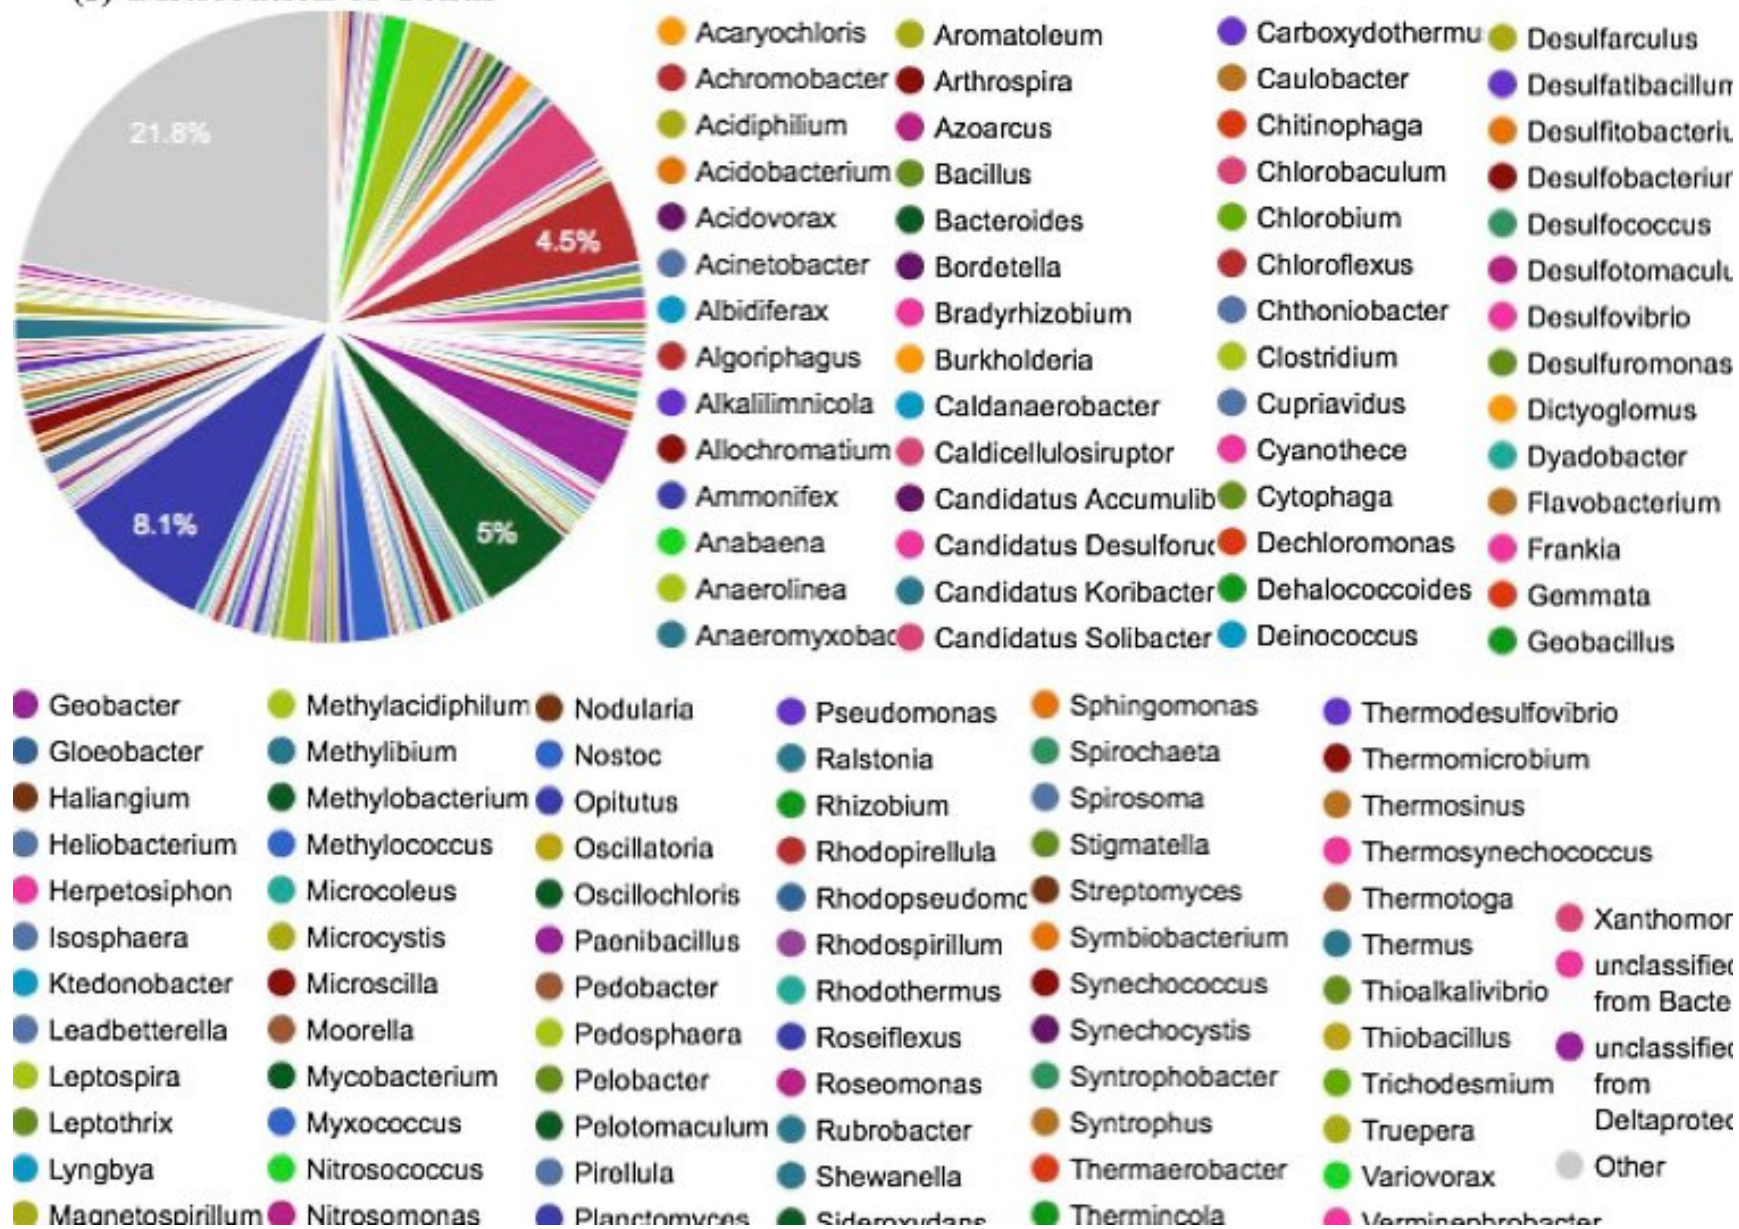 21.8%
4.5%
5%
8.1%
Acaryochloris
Achromobacter
Acidiphilium
Acidobacterium
Acidovorax
Acinetobacter
Albidiferax
Algoriphagus
Alkalilimnicola
Allochromatium
Ammonifex
Anabaena
Anaerolinea
Anaeromyxobac
Aromatoleum
Arthrospira
Azoarcus
Bacillus
Bacteroides
Bordetella
Bradyrhizobium
Burkholderia
Caldanaerobacter
Caldicellulosiruptor
Candidatus Accumulib
Candidatus Desulforuc
Candidatus Koribacter
Candidatus Solibacter
Carboxydothermu
Caulobacter
Chitinophaga
Chlorobaculum
Chlorobium
Chloroflexus
Chthoniobacter
Clostridium
Cupriavidus
Cyanothece
Cytophaga
Dechloromonas
Dehalococcoides
Deinococcus
Desulfarculus
Desulfatibacillum
Desulfitobacteriu
Desulfobacteriur
Desulfococcus
Desulfotomaculu
Desulfovibrio
Desulfuromonas
Dictyoglomus
Dyadobacter
Flavobacterium
Frankia
Gemmata
Geobacillus
Geobacter
Gloeobacter
Haliangium
Heliobacterium
Herpetosiphon
Isosphaera
Ktedonobacter
Leadbetterella
Leptospira
Leptothrix
Lyngbya
Magnetospirillum
Methylacidiphilum
Methylibium
Methylobacterium
Methylococcus
Microcoleus
Microcystis
Microscilla
Moorella
Mycobacterium
Myxococcus
Nitrosococcus
Nitrosomonas
Nodularia
Nostoc
Opitutus
Oscillatoria
Oscillochloris
Paenibacillus
Pedobacter
Pedosphaera
Pelobacter
Pelotomaculum
Pirellula
Planctomyces
Pseudomonas
Ralstonia
Rhizobium
Rhodopirellula
Rhodopseudomo
Rhodospirillum
Rhodothermus
Roseiflexus
Roseomonas
Rubrobacter
Shewanella
Sideroxydans
Sphingomonas
Spirochaeta
Spirosoma
Stigmatella
Streptomyces
Symbiobacterium
Synechococcus
Synechocystis
Syntrophobacter
Syntrophus
Thermaerobacter
Thermincola
Thermodesulfovibrio
Thermomicrobium
Thermosinus
Thermosynechococcus
Thermotoga
Thermus
Thioalkalivibrio
Thiobacillus
Trichodesmium
Truepera
Variovorax
Verminephrobacter
Xanthomor
unclassified
from Bacte
unclassified
from
Deltaproteo
Other